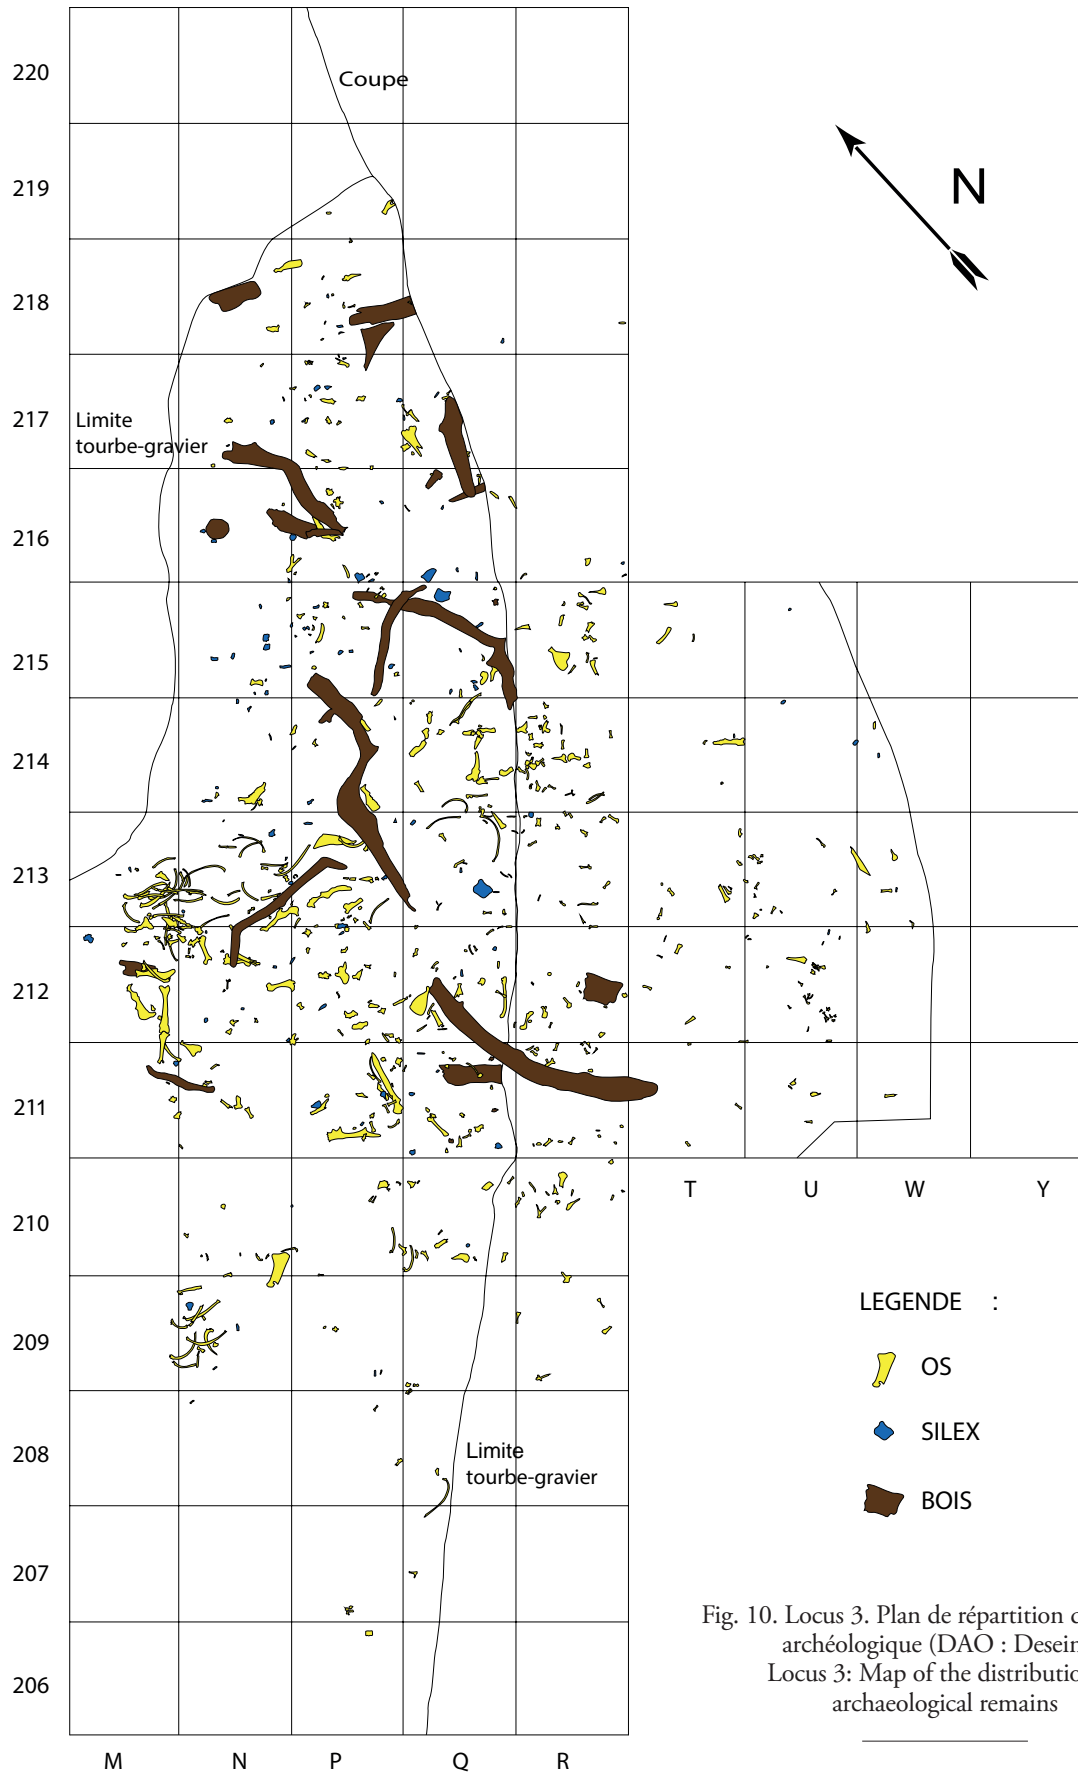 220
Coupe
N
219
218
217
Limite
tourbe-gravier
216
215
214
213
212
211
T U W Y
210
LEGENDE :
209
OS
SILEX
208
Limite
tourbe-gravier
BOIS
207
Fig. 10. Locus 3. Plan de répartition
archéologique (DAO :
Locus 3: Map of the
archaeological remains
206
M N P Q R